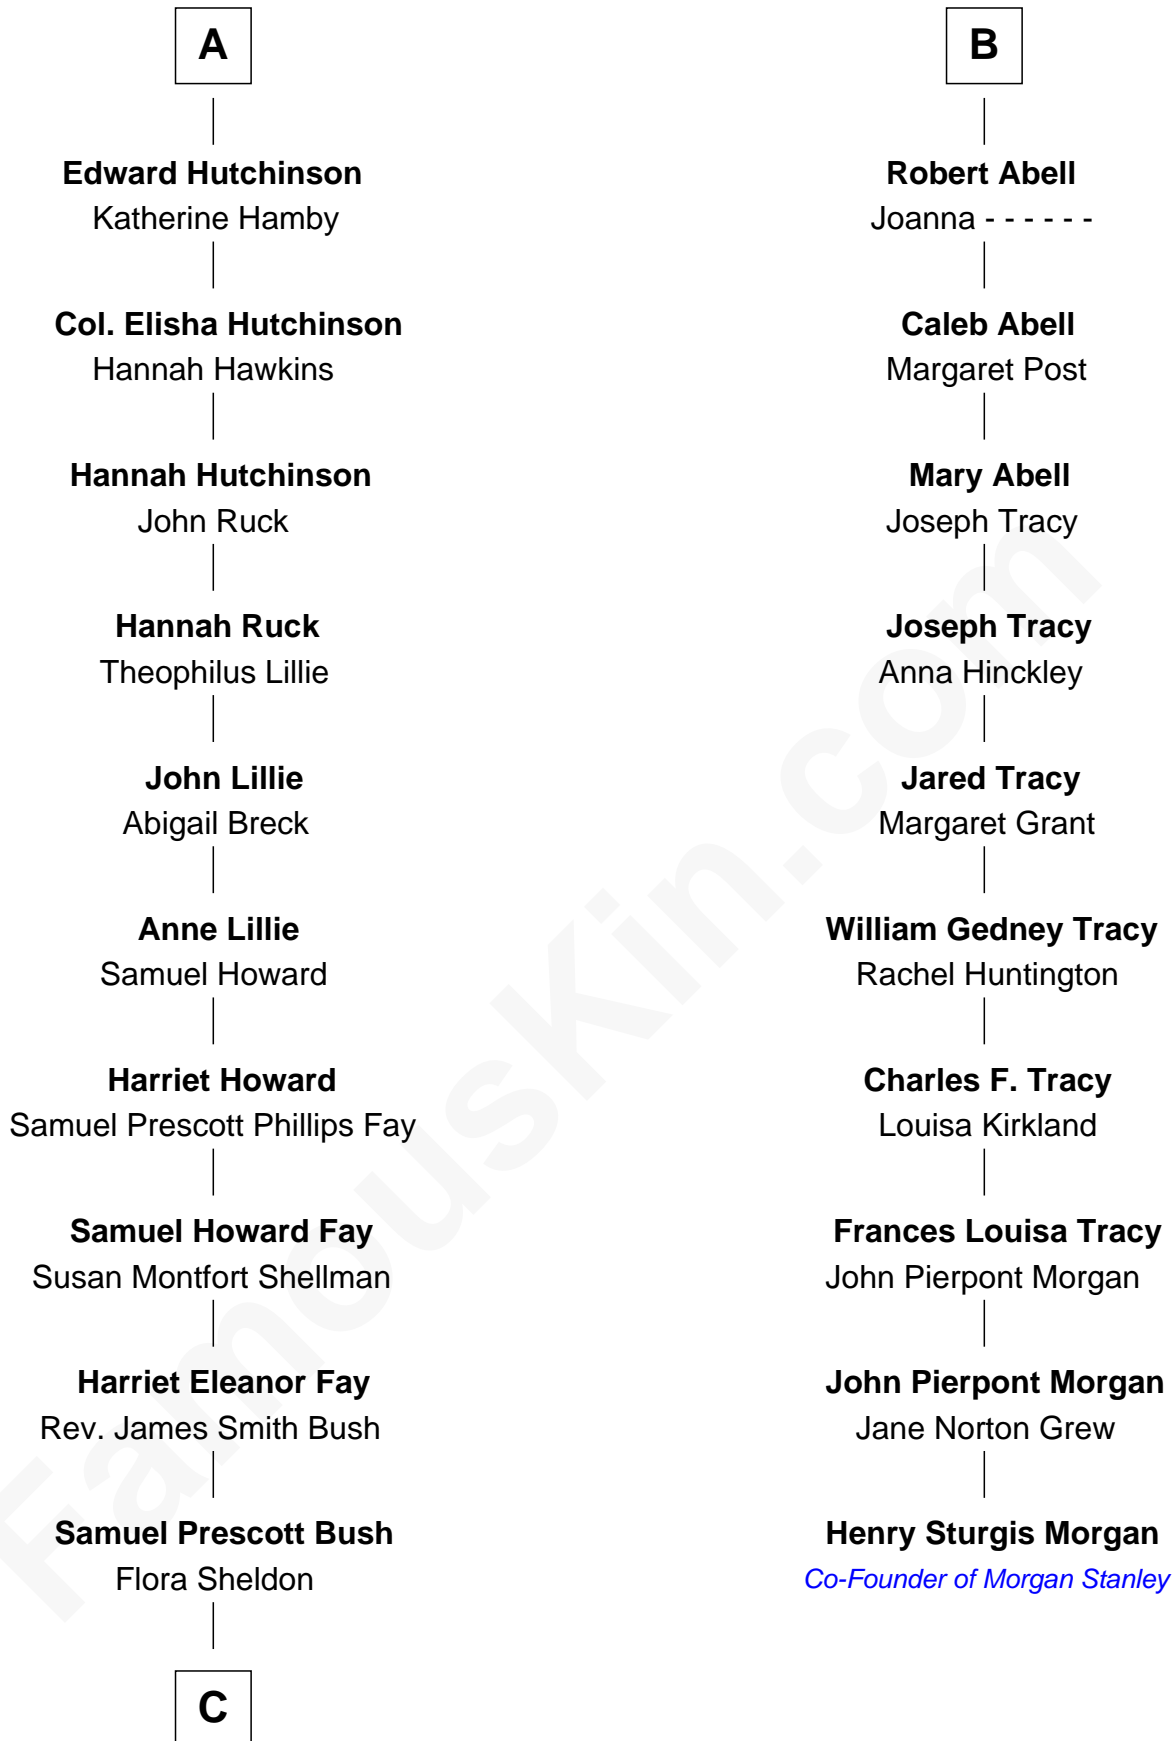 A
Edward Hutchinson
Katherine Hamby
Col. Elisha Hutchinson
Hannah Hawkins
Hannah Hutchinson
John Ruck
Hannah Ruck
Theophilus Lillie
John Lillie
Abigail Breck
Anne Lillie
Samuel Howard
Harriet Howard
Samuel Prescott Phillips Fay
Samuel Howard Fay
Susan Montfort Shellman
Harriet Eleanor Fay
Rev. James Smith Bush
Samuel Prescott Bush
Flora Sheldon
C
B
Robert Abell
Joanna - - - - - -
Caleb Abell
Margaret Post
Mary Abell
Joseph Tracy
Joseph Tracy
Anna Hinckley
Jared Tracy
Margaret Grant
William Gedney Tracy
Rachel Huntington
Charles F. Tracy
Louisa Kirkland
Frances Louisa Tracy
John Pierpont Morgan
John Pierpont Morgan
Jane Norton Grew
Henry Sturgis Morgan
Co-Founder of Morgan Stanley
FamousKin.com